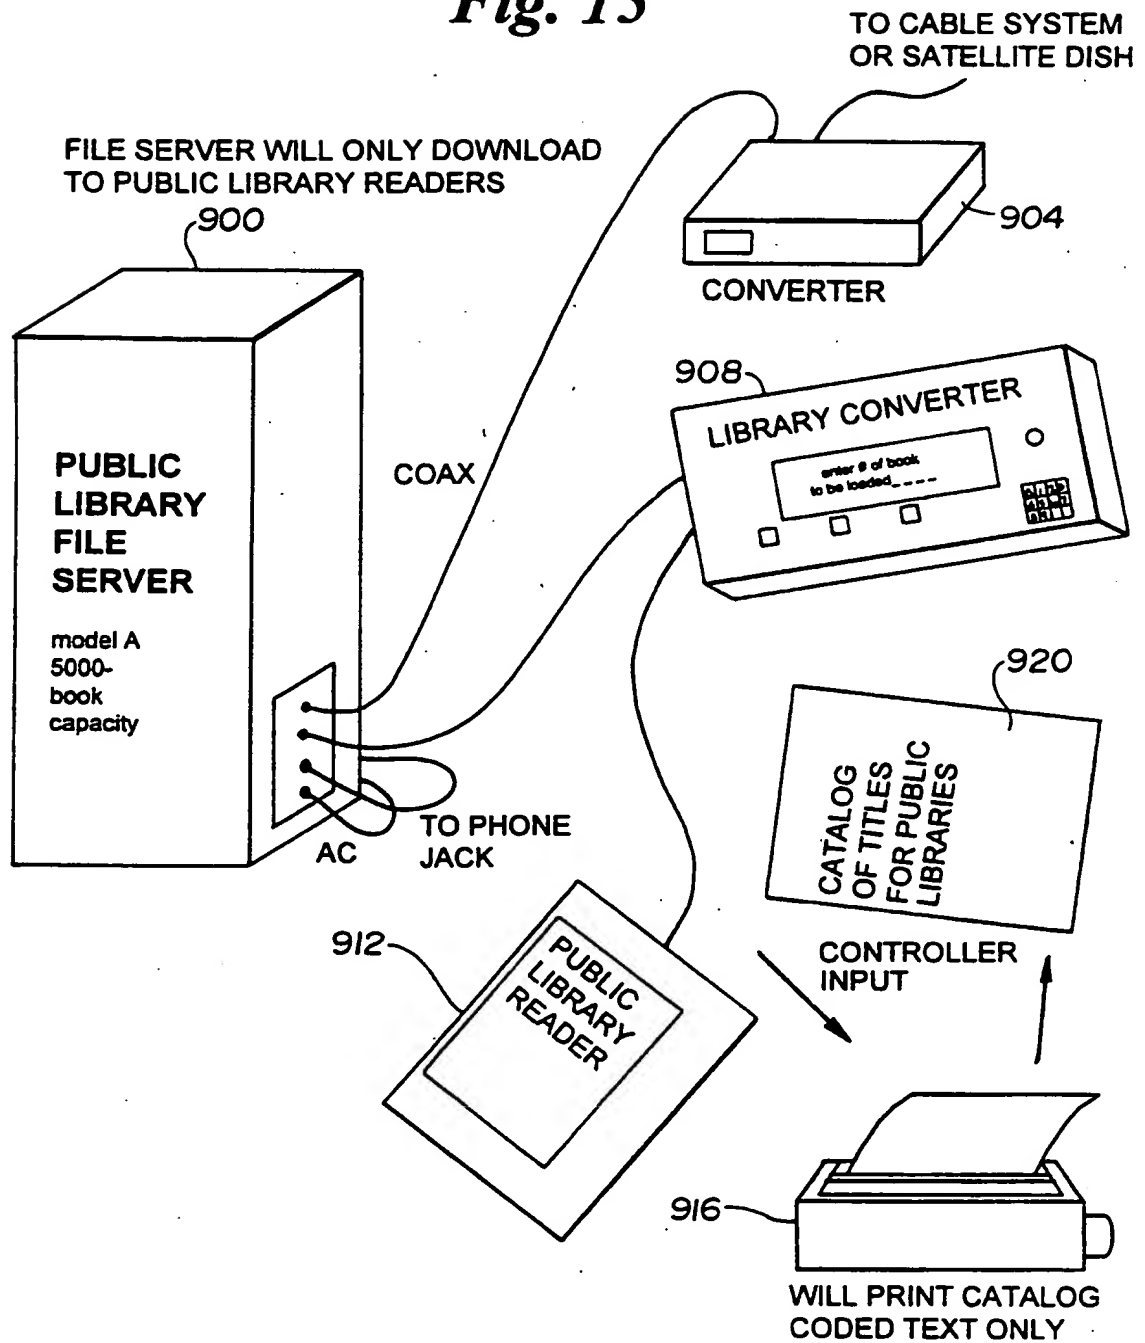 Fig. 15
TO CABLE SYSTEM
OR SATELLITE DISH
FILE SERVER WILL ONLY DOWNLOAD
TO PUBLIC LIBRARY READERS
900
904
CONVERTER
908
LIBRARY CONVERTER
enter # of book
to be loaded_ _ _ _
PUBLIC
LIBRARY
FILE
SERVER
model A
5000-
book
capacity
COAX
920
CATALOG
OF TITLES
FOR PUBLIC
LIBRARIES
TO PHONE
JACK
AC
912
PUBLIC
LIBRARY
READER
CONTROLLER
INPUT
916
WILL PRINT CATALOG
CODED TEXT ONLY